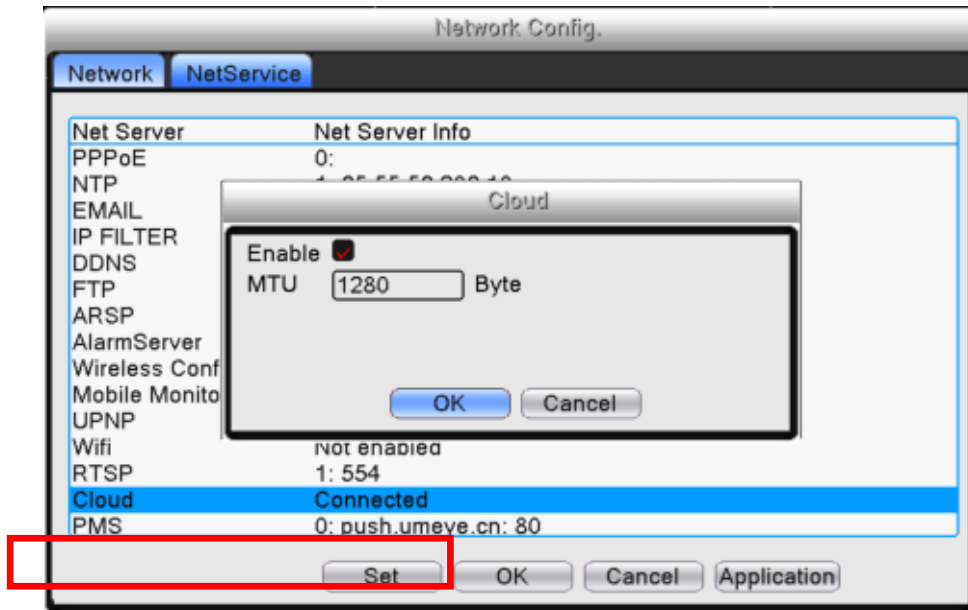 Network Config.
Network NetService
Net Server Net Server Info
PPPoE 0:
NTP
Cloud
EMAIL
IP FILTER
Enable
DDNS
MTU 1280 Byte
FTP
ARSP
AlarmServer
Wireless Conf
Mobile Monito
OK Cancel
UPNP
Wifi Not enabled
RTSP 1: 554
Cloud Connected
PMS 0: push.umeye.cn: 80
Set OK Cancel Application